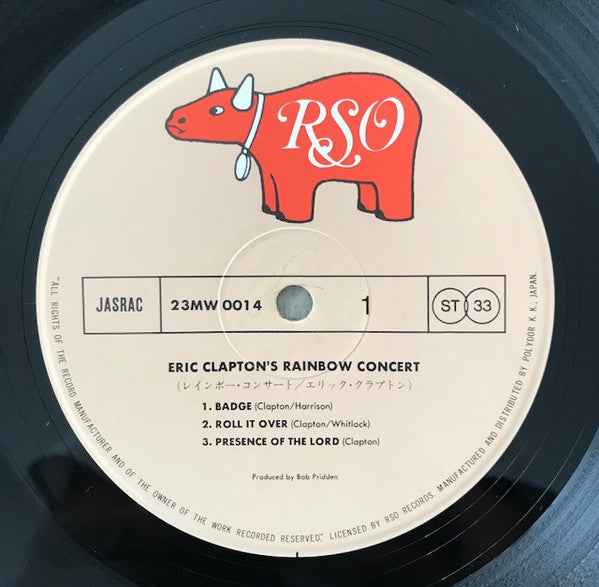 RSO
JASRAC
23MW 0014
1
ST 33
ERIC CLAPTON'S RAINBOW CONCERT
(レインボー・コンサート/エリック・クラプトン)
1. BADGE (Clapton/Harrison)
2. ROLL IT OVER (Clapton/Whitlock)
3. PRESENCE OF THE LORD (Clapton)
Produced by Bob Pridden
"ALL RIGHTS OF THE RECORD MANUFACTURER AND OF THE OWNER OF THE WORK RECORDED RESERVED," LICENSED BY RSO RECORDS. MANUFACTURED AND DISTRIBUTED BY POLYDOR K. K., JAPAN.